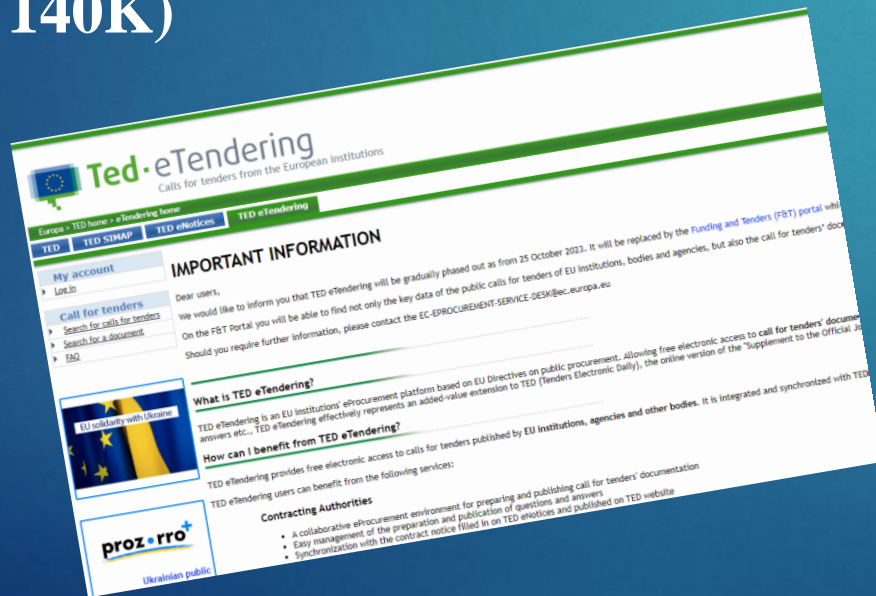 140K)
Ted·eTendering
Calls for tenders from the European institutions
Europa > TED home > eTendering home
TED
TED SIMAP
TED eNotices
TED eTendering
My account
Log in
Call for tenders
Search for calls for tenders
Search for a document
FAQ
EU solidarity with Ukraine
proz•rro+
Ukrainian public
IMPORTANT INFORMATION
Dear users,
We would like to inform you that TED eTendering will be gradually phased out as from 25 October 2023. It will be replaced by the Funding and Tenders (F&T) portal whi
On the F&T Portal you will be able to find not only the key data of the public calls for tenders of EU institutions, bodies and agencies, but also the call for tenders' doc
Should you require further information, please contact the EC-EPROCUREMENT-SERVICE-DESK@ec.europa.eu
What is TED eTendering?
TED eTendering is an EU institutions' eProcurement platform based on EU Directives on public procurement. Allowing free electronic access to call for tenders' docume
answers etc., TED eTendering effectively represents an added-value extension to TED (Tenders Electronic Daily), the online version of the "Supplement to the Official Jo
How can I benefit from TED eTendering?
TED eTendering provides free electronic access to calls for tenders published by EU institutions, agencies and other bodies. It is integrated and synchronized with TED
TED eTendering users can benefit from the following services:
Contracting Authorities
• A collaborative eProcurement environment for preparing and publishing call for tenders' documentation
• Easy management of the preparation and publication of questions and answers
• Synchronization with the contract notice filled in on TED eNotices and published on TED website